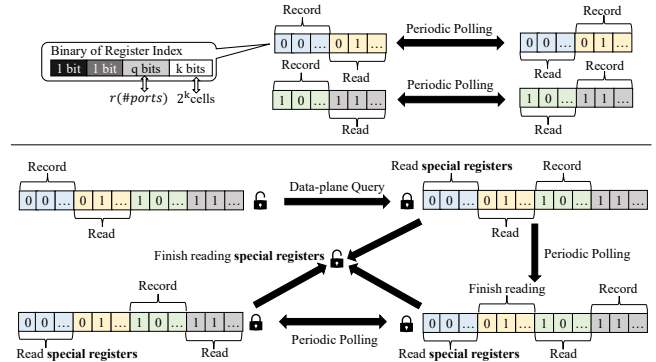 Record
Record
Binary of Register Index
1 bit 1 bit q bits k bits
r(#ports) 2^k cells
0 0 ... 0 1 ...
Periodic Polling
0 0 ... 0 1 ...
Read
Read
Record
Record
1 0 ... 1 1 ...
Periodic Polling
1 0 ... 1 1 ...
Read
Read
Record
0 0 ... 0 1 ... 1 0 ... 1 1 ...
Read
Data-plane Query
Read special registers
Record
0 0 ... 0 1 ... 1 0 ... 1 1 ...
Read
Finish reading special registers
Periodic Polling
Record
0 0 ... 0 1 ... 1 0 ... 1 1 ...
Read special registers
Read
Periodic Polling
Finish reading
Record
0 0 ... 0 1 ... 1 0 ... 1 1 ...
Read special registers
Read